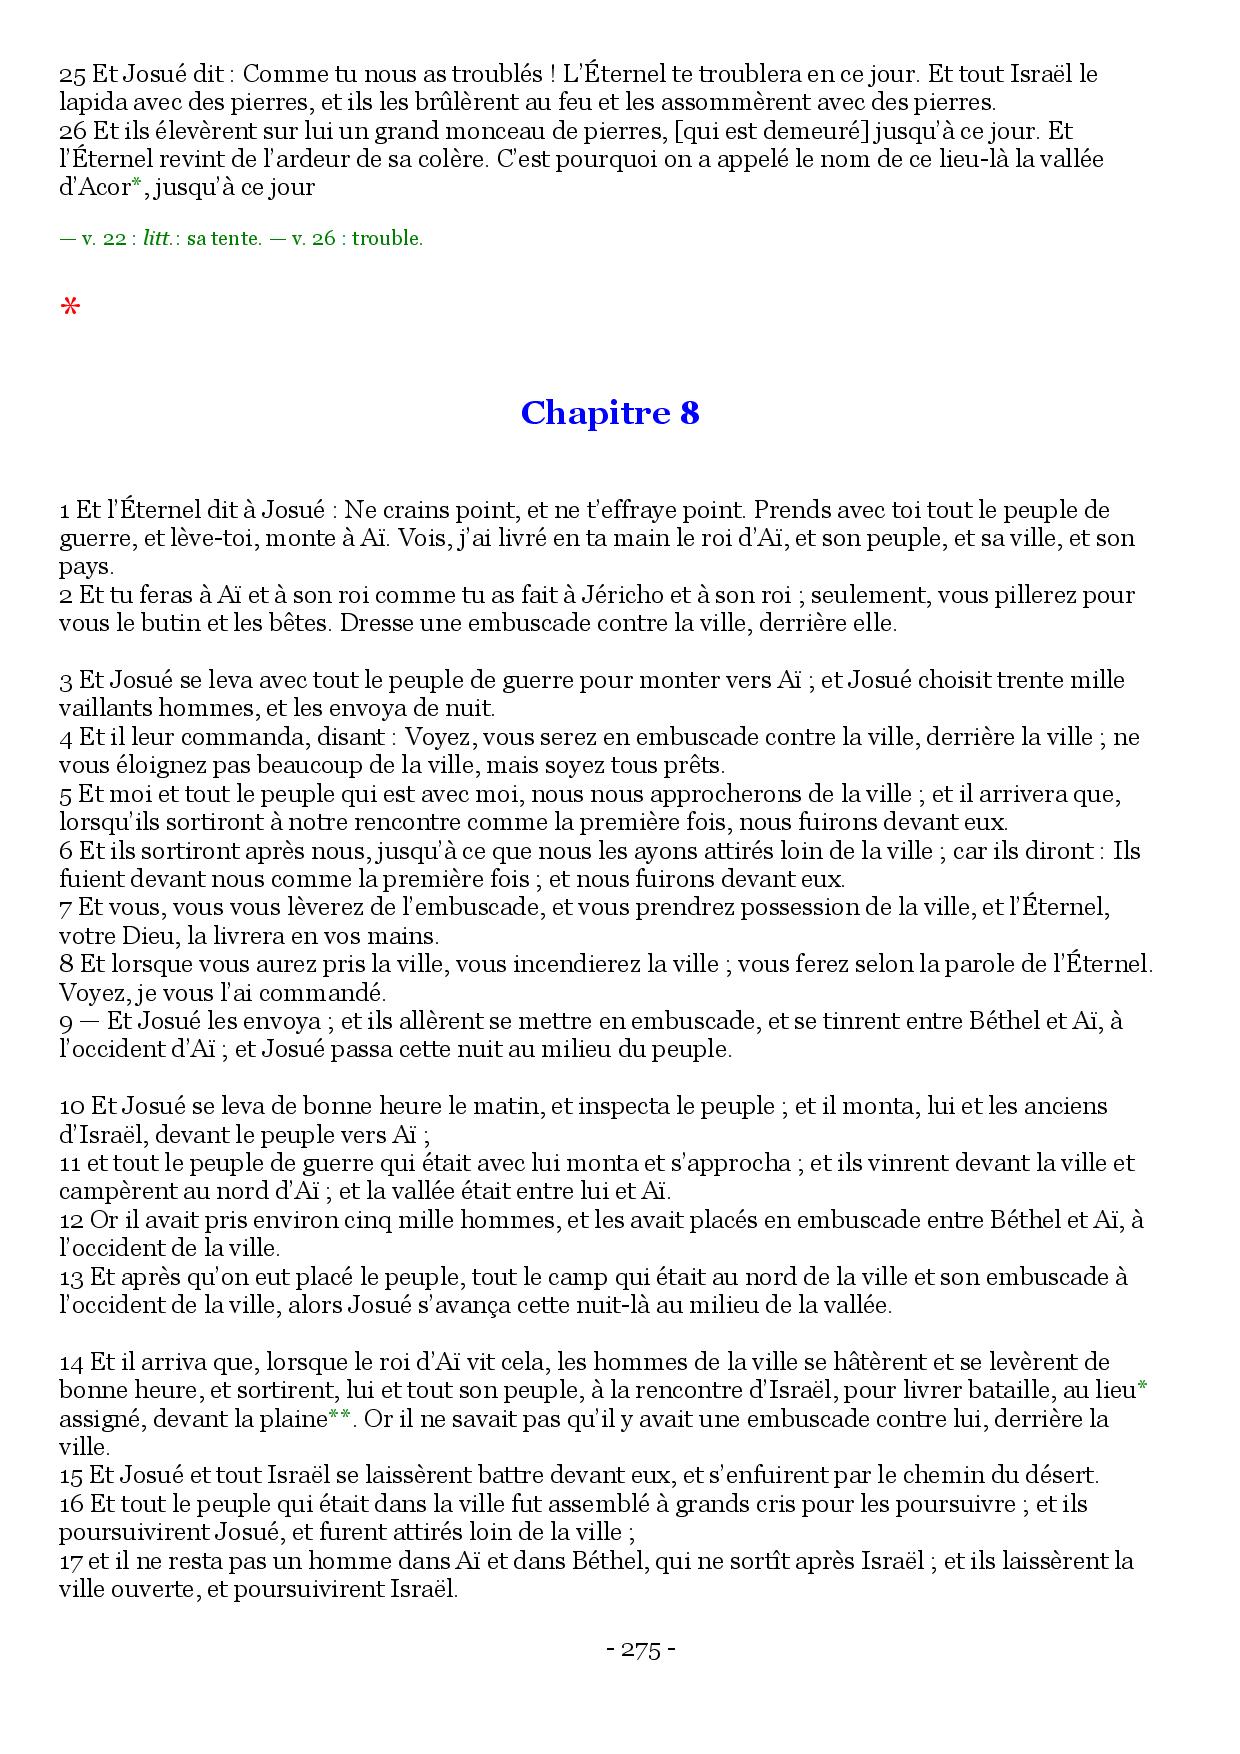 25 Et Josué dit : Comme tu nous as troublés ! L’Éternel te troublera en ce jour. Et tout Israël le
lapida avec des pierres, et ils les brûlèrent au feu et les assommèrent avec des pierres.
26 Et ils élevèrent sur lui un grand monceau de pierres, [qui est demeuré] jusqu’à ce jour. Et
l’Éternel revint de l’ardeur de sa colère. C’est pourquoi on a appelé le nom de ce lieu-là la vallée
d’Acor*, jusqu’à ce jour
— v. 22 : litt.: sa tente. — v. 26 : trouble.
*
Chapitre 8
1 Et l’Éternel dit à Josué : Ne crains point, et ne t’effraye point. Prends avec toi tout le peuple de
guerre, et lève-toi, monte à Aï. Vois, j’ai livré en ta main le roi d’Aï, et son peuple, et sa ville, et son
pays.
2 Et tu feras à Aï et à son roi comme tu as fait à Jéricho et à son roi ; seulement, vous pillerez pour
vous le butin et les bêtes. Dresse une embuscade contre la ville, derrière elle.
3 Et Josué se leva avec tout le peuple de guerre pour monter vers Aï ; et Josué choisit trente mille
vaillants hommes, et les envoya de nuit.
4 Et il leur commanda, disant : Voyez, vous serez en embuscade contre la ville, derrière la ville ; ne
vous éloignez pas beaucoup de la ville, mais soyez tous prêts.
5 Et moi et tout le peuple qui est avec moi, nous nous approcherons de la ville ; et il arrivera que,
lorsqu’ils sortiront à notre rencontre comme la première fois, nous fuirons devant eux.
6 Et ils sortiront après nous, jusqu’à ce que nous les ayons attirés loin de la ville ; car ils diront : Ils
fuient devant nous comme la première fois ; et nous fuirons devant eux.
7 Et vous, vous vous lèverez de l’embuscade, et vous prendrez possession de la ville, et l’Éternel,
votre Dieu, la livrera en vos mains.
8 Et lorsque vous aurez pris la ville, vous incendierez la ville ; vous ferez selon la parole de l’Éternel.
Voyez, je vous l’ai commandé.
9 — Et Josué les envoya ; et ils allèrent se mettre en embuscade, et se tinrent entre Béthel et Aï, à
l’occident d’Aï ; et Josué passa cette nuit au milieu du peuple.
10 Et Josué se leva de bonne heure le matin, et inspecta le peuple ; et il monta, lui et les anciens
d’Israël, devant le peuple vers Aï ;
11 et tout le peuple de guerre qui était avec lui monta et s’approcha ; et ils vinrent devant la ville et
campèrent au nord d’Aï ; et la vallée était entre lui et Aï.
12 Or il avait pris environ cinq mille hommes, et les avait placés en embuscade entre Béthel et Aï, à
l’occident de la ville.
13 Et après qu’on eut placé le peuple, tout le camp qui était au nord de la ville et son embuscade à
l’occident de la ville, alors Josué s’avança cette nuit-là au milieu de la vallée.
14 Et il arriva que, lorsque le roi d’Aï vit cela, les hommes de la ville se hâtèrent et se levèrent de
bonne heure, et sortirent, lui et tout son peuple, à la rencontre d’Israël, pour livrer bataille, au lieu*
assigné, devant la plaine**. Or il ne savait pas qu’il y avait une embuscade contre lui, derrière la
ville.
15 Et Josué et tout Israël se laissèrent battre devant eux, et s’enfuirent par le chemin du désert.
16 Et tout le peuple qui était dans la ville fut assemblé à grands cris pour les poursuivre ; et ils
poursuivirent Josué, et furent attirés loin de la ville ;
17 et il ne resta pas un homme dans Aï et dans Béthel, qui ne sortît après Israël ; et ils laissèrent la
ville ouverte, et poursuivirent Israël.
- 275 -